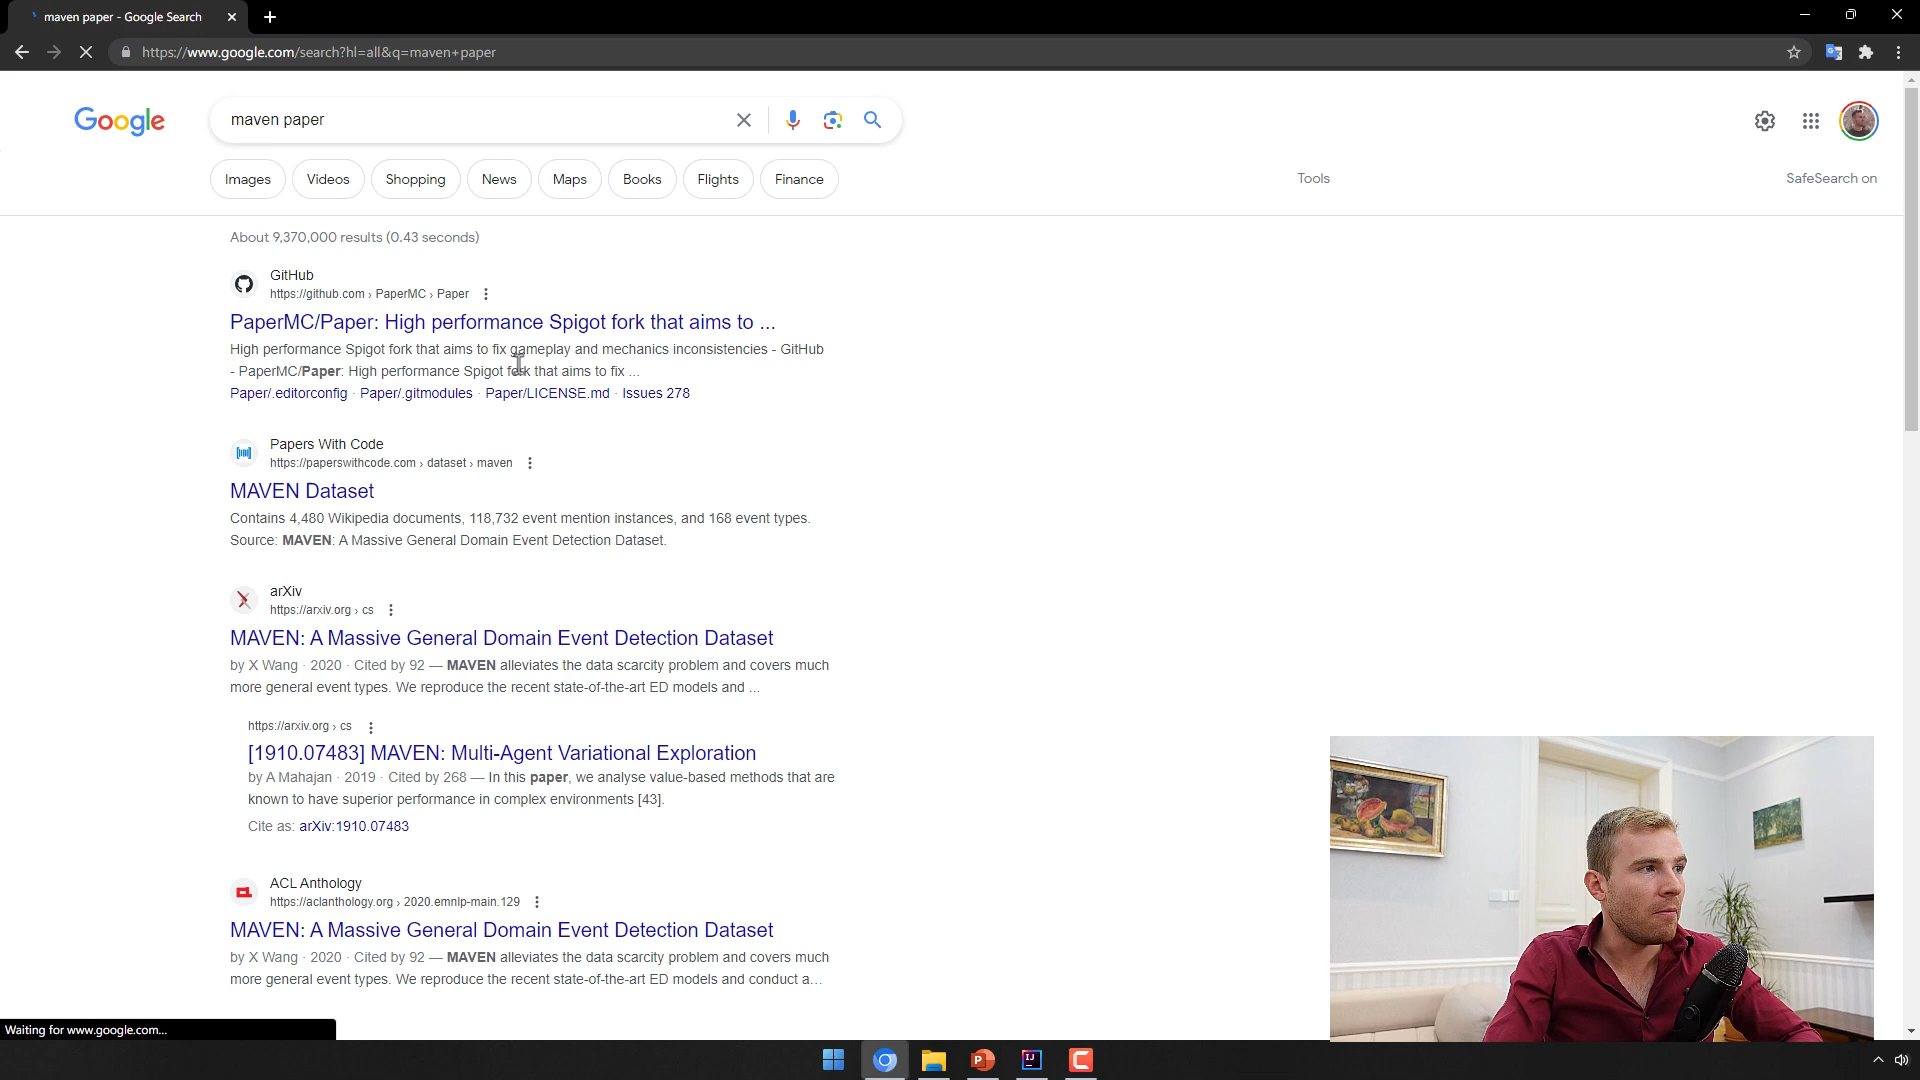 maven paper - Google Search
https://www.google.com/search?hl=all&q=maven+paper
Google
maven paper
Images
Videos
Shopping
News
Maps
Books
Flights
Finance
Tools
SafeSearch on
About 9,370,000 results (0.43 seconds)
GitHub
https://github.com › PaperMC › Paper
PaperMC/Paper: High performance Spigot fork that aims to ...
High performance Spigot fork that aims to fix gameplay and mechanics inconsistencies - GitHub
- PaperMC/Paper: High performance Spigot fork that aims to fix ...
Paper/.editorconfig · Paper/.gitmodules · Paper/LICENSE.md · Issues 278
Papers With Code
https://paperswithcode.com › dataset › maven
MAVEN Dataset
Contains 4,480 Wikipedia documents, 118,732 event mention instances, and 168 event types.
Source: MAVEN: A Massive General Domain Event Detection Dataset.
arXiv
https://arxiv.org › cs
MAVEN: A Massive General Domain Event Detection Dataset
by X Wang · 2020 · Cited by 92 — MAVEN alleviates the data scarcity problem and covers much
more general event types. We reproduce the recent state-of-the-art ED models and ...
https://arxiv.org › cs
[1910.07483] MAVEN: Multi-Agent Variational Exploration
by A Mahajan · 2019 · Cited by 268 — In this paper, we analyse value-based methods that are
known to have superior performance in complex environments [43].
Cite as: arXiv:1910.07483
ACL Anthology
https://aclanthology.org › 2020.emnlp-main.129
MAVEN: A Massive General Domain Event Detection Dataset
by X Wang · 2020 · Cited by 92 — MAVEN alleviates the data scarcity problem and covers much
more general event types. We reproduce the recent state-of-the-art ED models and conduct a...
Waiting for www.google.com...